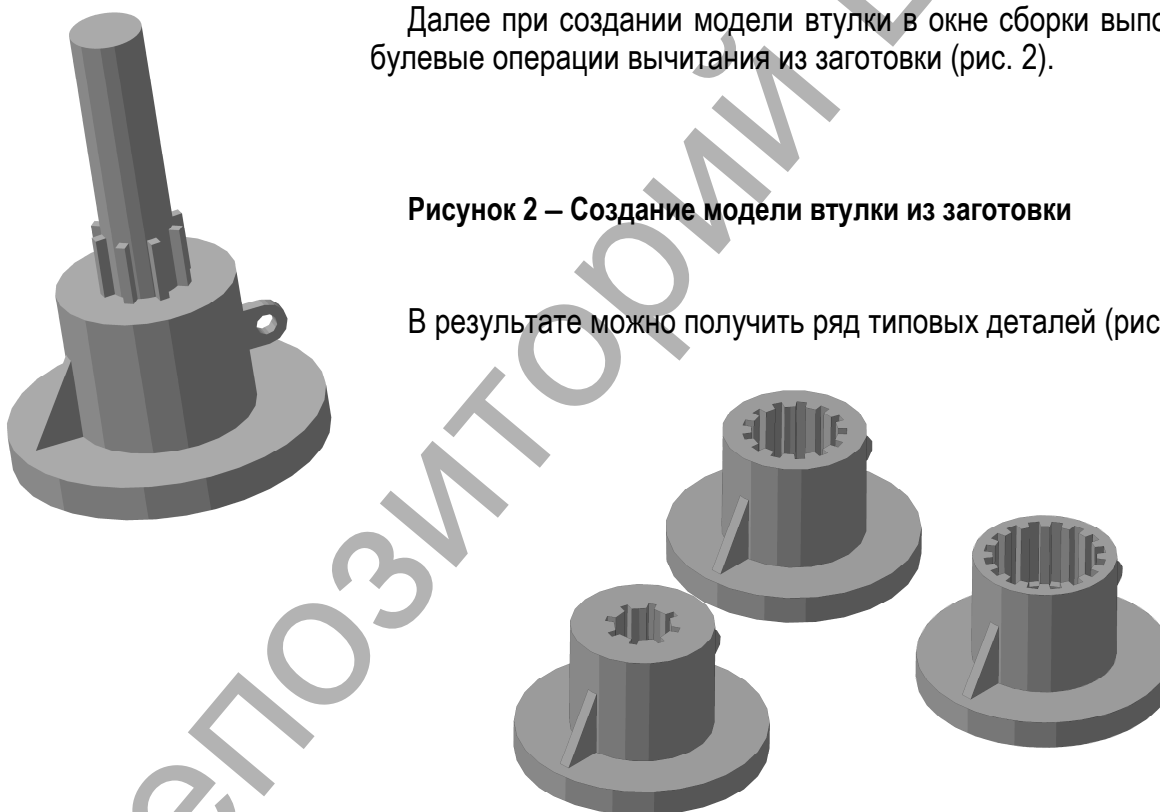 Далее при создании модели втулки в окне сборки
булевые операции вычитания из заготовки (рис. 2).
Рисунок 2 – Создание модели втулки из заготовки
В результате можно получить ряд типовых деталей (рис